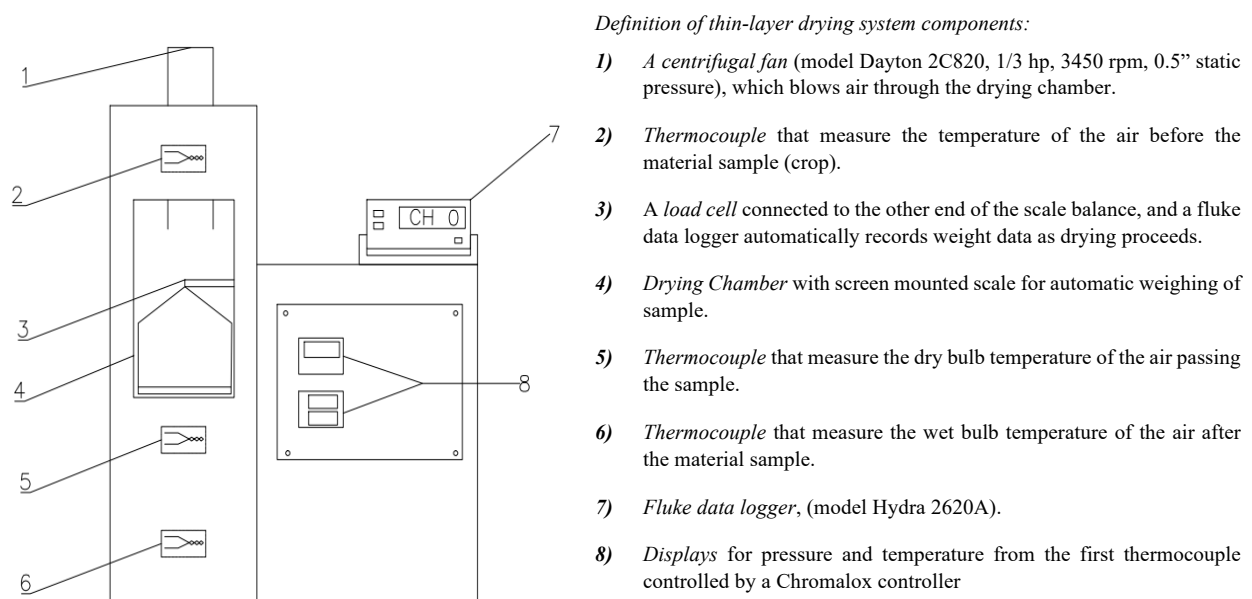 1
2
3
4
5
6
7
CH 0
8
Definition of thin-layer drying system components:
1) A centrifugal fan (model Dayton 2C820, 1/3 hp, 3450 rpm, 0.5” static
pressure), which blows air through the drying chamber.
2) Thermocouple that measure the temperature of the air before the
material sample (crop).
3) A load cell connected to the other end of the scale balance, and a fluke
data logger automatically records weight data as drying proceeds.
4) Drying Chamber with screen mounted scale for automatic weighing of
sample.
5) Thermocouple that measure the dry bulb temperature of the air passing
the sample.
6) Thermocouple that measure the wet bulb temperature of the air after
the material sample.
7) Fluke data logger, (model Hydra 2620A).
8) Displays for pressure and temperature from the first thermocouple
controlled by a Chromalox controller